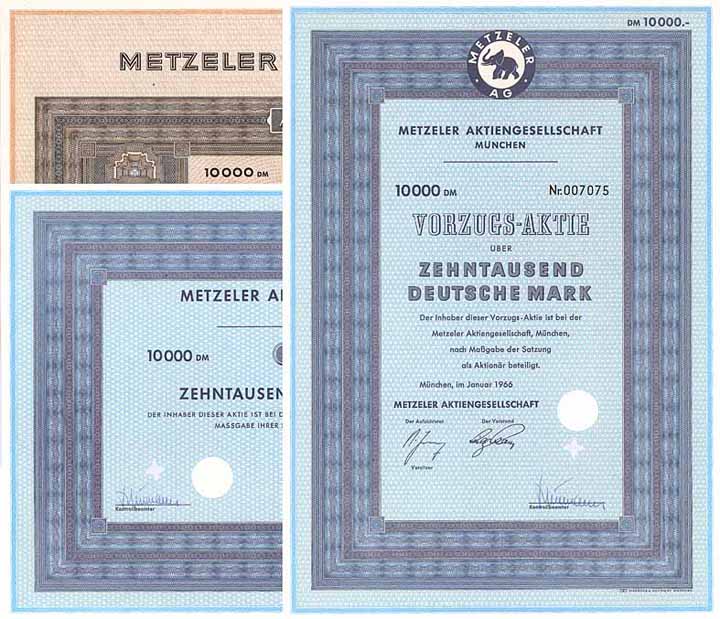 METZELER
10000 DM
METZELER A
10000 DM
ZEHNTAUSEN
DER INHABER DIESER AKTIE IST BEI D
MASSGABE IHRER
Kontrollbeamter
DM 10000.-
METZELER
AG
METZELER AKTIENGESELLSCHAFT
MÜNCHEN
10000 DM Nr. 007075
VORZUGS-AKTIE
ÜBER
ZEHNTAUSEND
DEUTSCHE MARK
Der Inhaber dieser Vorzugs-Aktie ist bei der
Metzeler Aktiengesellschaft, München,
nach Maßgabe der Satzung
als Aktionär beteiligt.
München, im Januar 1966
METZELER AKTIENGESELLSCHAFT
Der Aufsichtsrat Der Vorstand
Vorsitzer
Kontrollbeamter